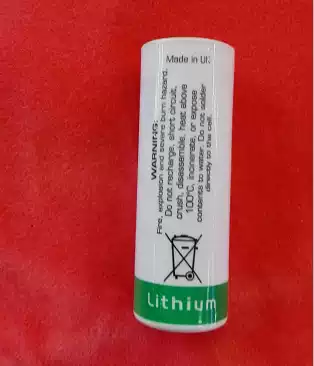 Made in UK
WARNING:
Fire, explosion and severe burn hazard.
Do not recharge, short circuit,
crush, disassemble, heat above
100°C, incinerate, or expose
contents to water. Do not solder
directly to the cell.
Lithium